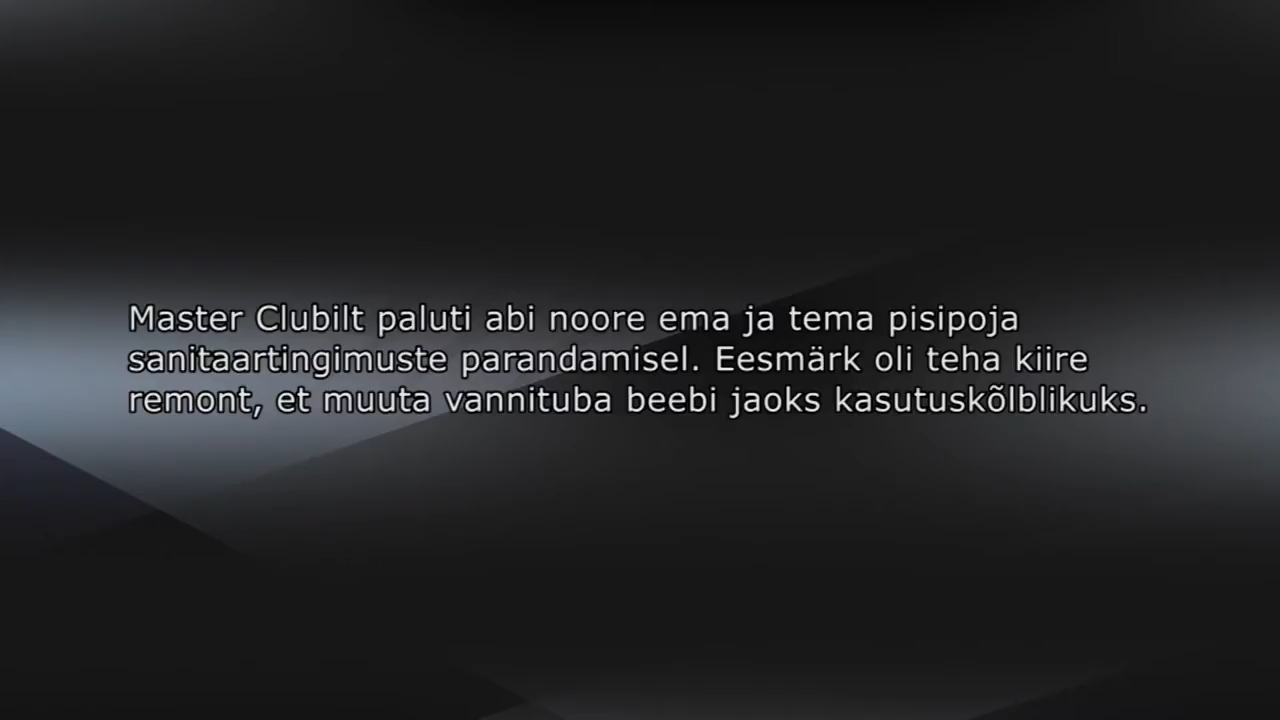 Master Clubilt paluti abi noore ema ja tema pisipoja
sanitaartingimuste parandamisel. Eesmärk oli teha kiire
remont, et muuta vannituba beebi jaoks kasutuskõlblikuks.